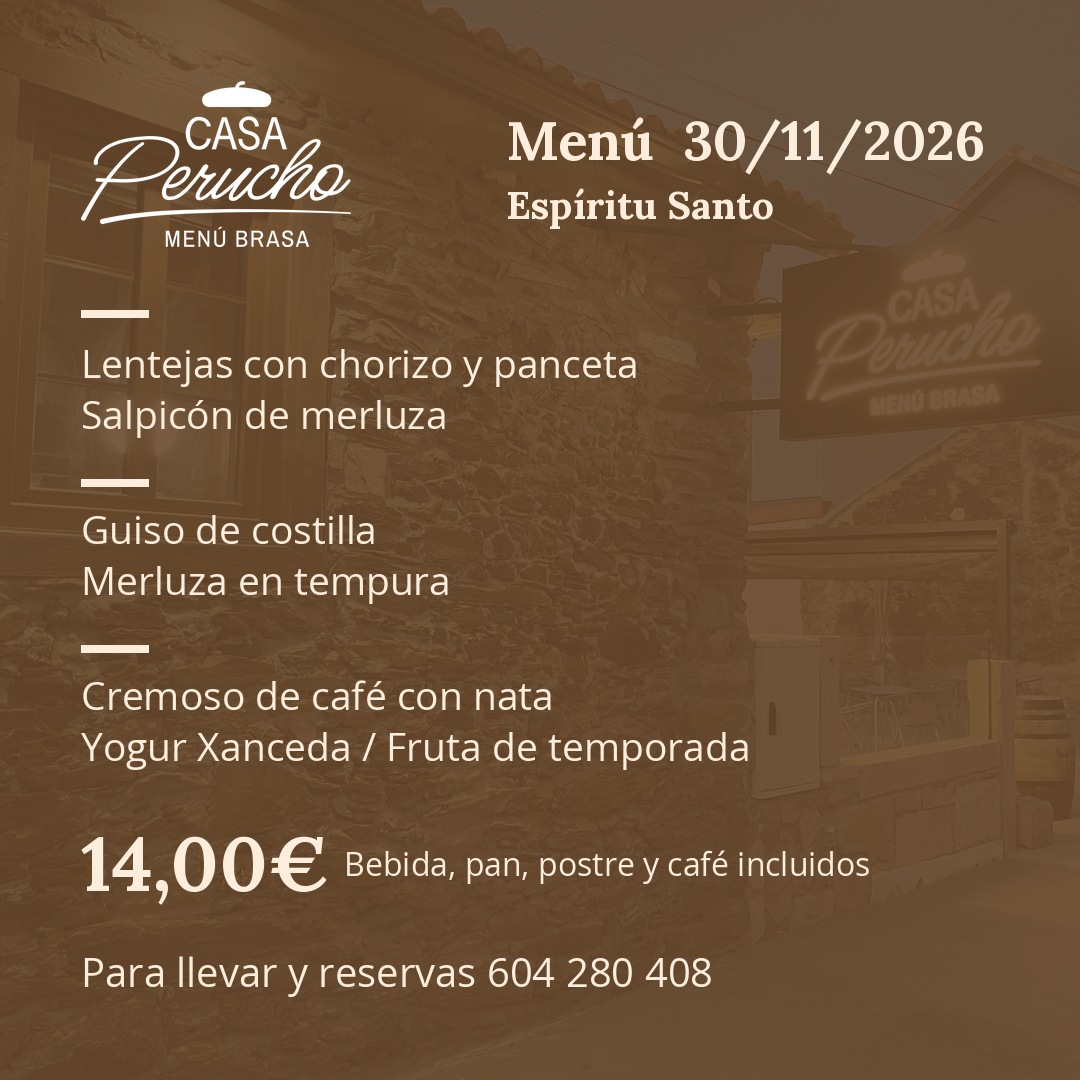 CASA
Perucho
MENÚ BRASA
Menú 30/11/2026
Espíritu Santo
CASA
Perucho
MENÚ BRASA
Lentejas con chorizo y panceta
Salpicón de merluza
Guiso de costilla
Merluza en tempura
Cremoso de café con nata
Yogur Xanceda / Fruta de temporada
14,00€ Bebida, pan, postre y café incluidos
Para llevar y reservas 604 280 408